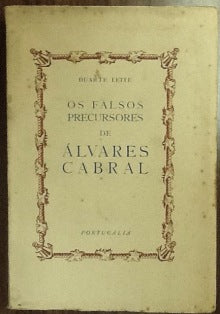 DUARTE LEITE
OS FALSOS
PRECURSORES
DE
ÁLVARES
CABRAL
PORTUGÁLIA